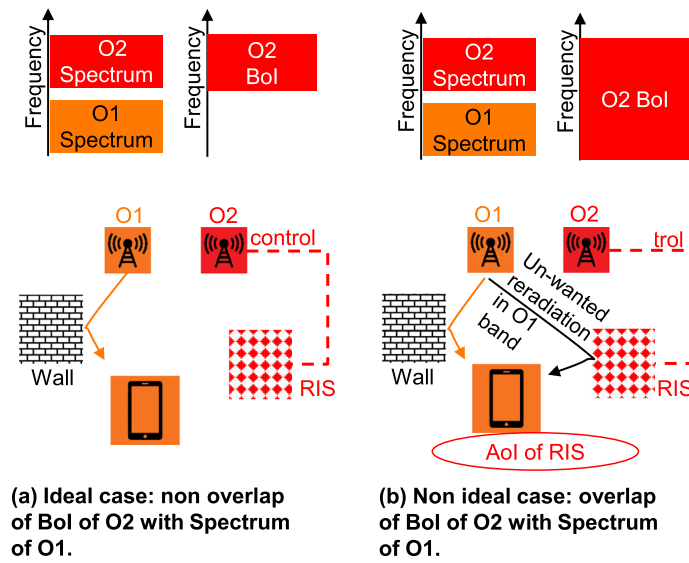 Frequency
O2
Spectrum
O1
Spectrum
Frequency
O2
BoI
O1
O2
control
Wall
RIS
(a) Ideal case: non overlap
of BoI of O2 with Spectrum
of O1.
Frequency
O2
Spectrum
O1
Spectrum
Frequency
O2 BoI
O1
O2
trol
Un-wanted
reradiation
in O1
band
Wall
RIS
AoI of RIS
(b) Non ideal case: overlap
of BoI of O2 with Spectrum
of O1.